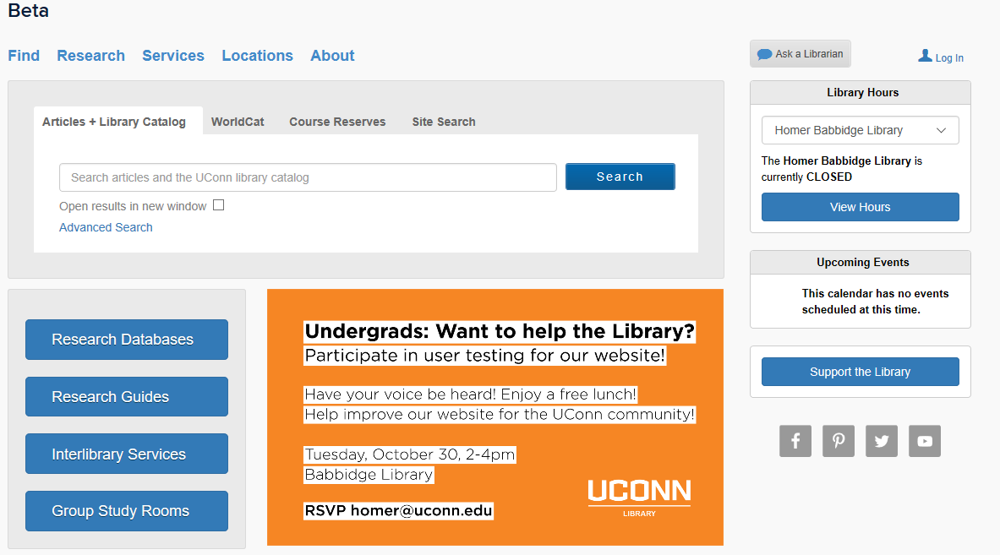 Beta
Find Research Services Locations About
Ask a Librarian
Log In
Articles + Library Catalog WorldCat Course Reserves Site Search
Search articles and the UConn library catalog
Search
Open results in new window
Advanced Search
Library Hours
Homer Babbidge Library
The Homer Babbidge Library is
currently CLOSED
View Hours
Upcoming Events
This calendar has no events
scheduled at this time.
Support the Library
Research Databases
Research Guides
Interlibrary Services
Group Study Rooms
Undergrads: Want to help the Library?
Participate in user testing for our website!
Have your voice be heard! Enjoy a free lunch!
Help improve our website for the UConn community!
Tuesday, October 30, 2-4pm
Babbidge Library
RSVP homer@uconn.edu
UCONN
LIBRARY